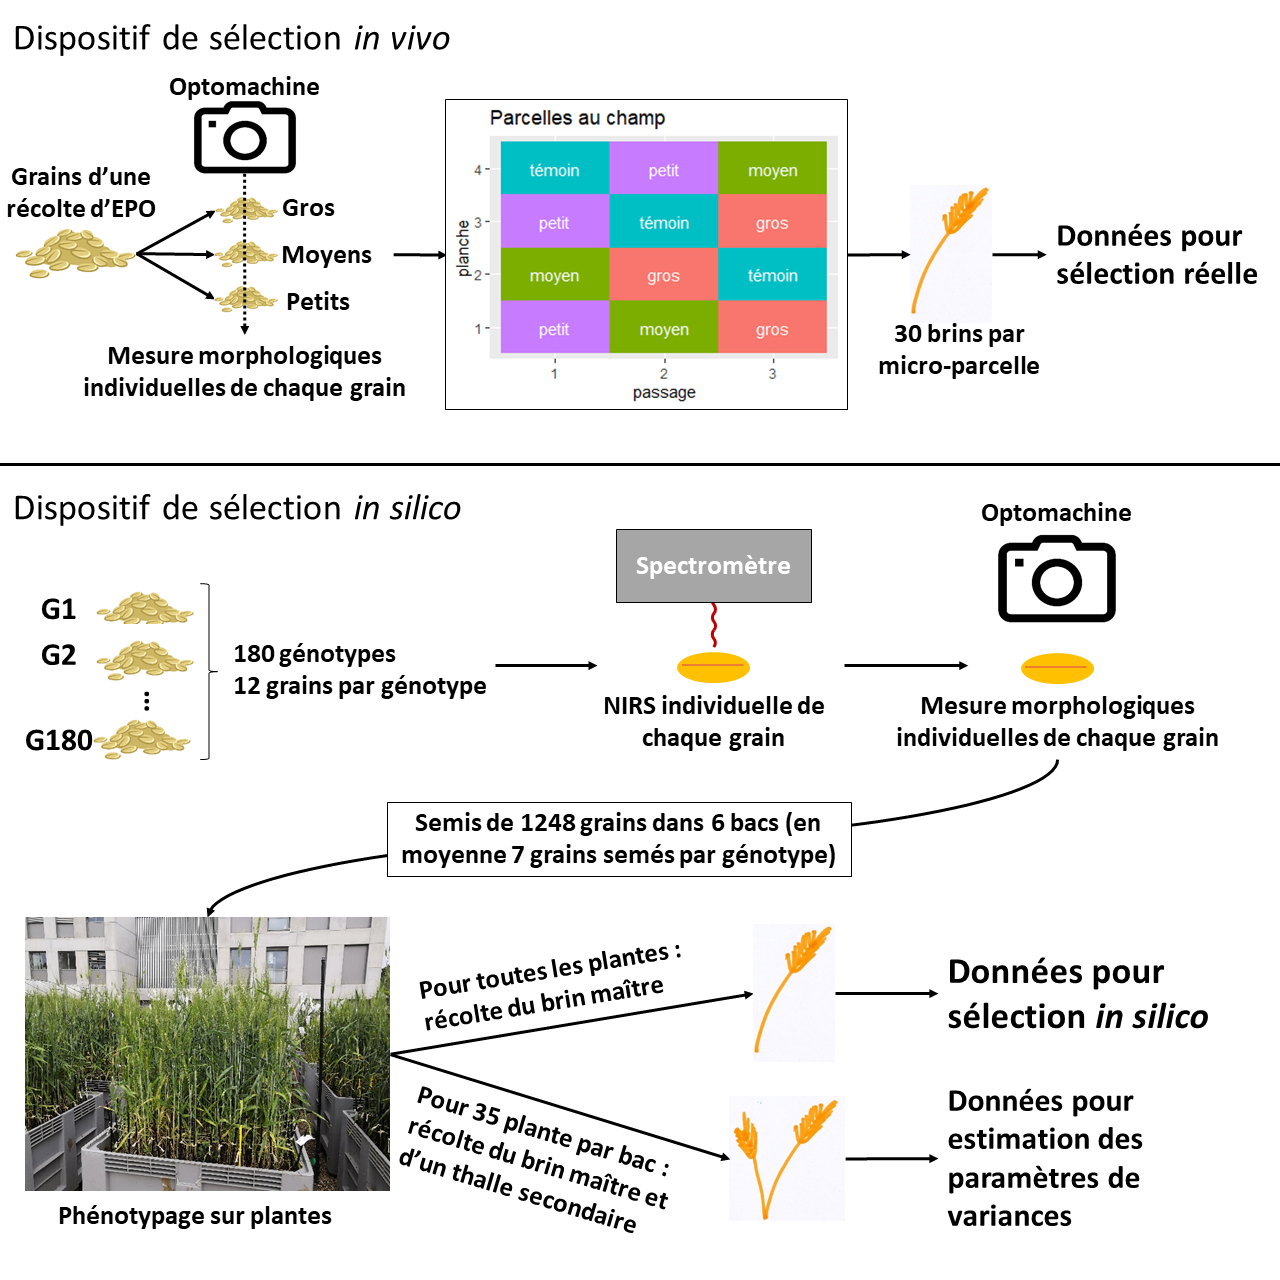 Dispositif de sélection in vivo
Optomachine
Grains d’une
récolte d’EPO
Gros
Moyens
Petits
Mesure morphologiques
individuelles de chaque grain
Parcelles au champ
planche
4
témoin petit moyen
3
petit témoin gros
2
moyen gros témoin
1
petit moyen gros
1 2 3
passage
30 brins par
micro-parcelle
Données pour
sélection réelle
Dispositif de sélection in silico
G1
G2
G180
180 génotypes
12 grains par génotype
Spectromètre
NIRS individuelle de
chaque grain
Optomachine
Mesure morphologiques
individuelles de chaque grain
Semis de 1248 grains dans 6 bacs (en
moyenne 7 grains semés par génotype)
Phénotypage sur plantes
Pour toutes les plantes :
récolte du brin maître
Données pour
sélection in silico
Pour 35 plante par bac :
récolte du brin maître et
d’un thalle secondaire
Données pour
estimation des
paramètres de
variances